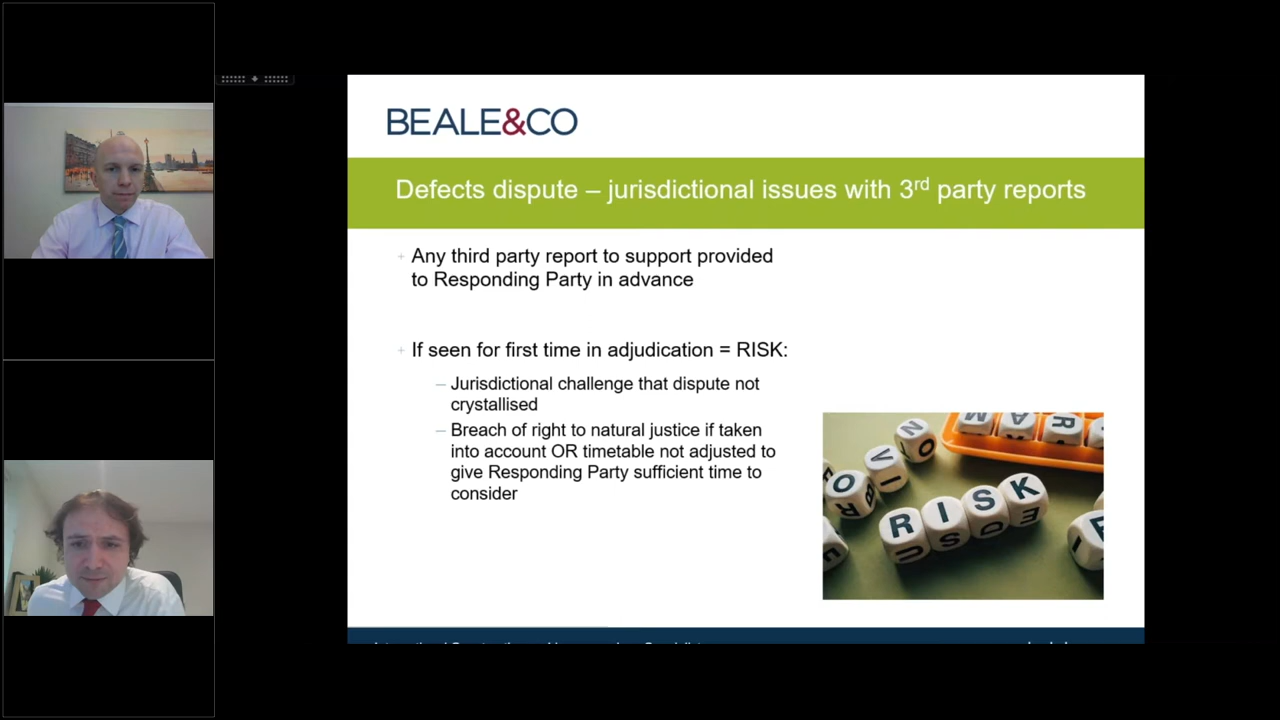 BEALE&CO
Defects dispute – jurisdictional issues with 3rd party reports
Any third party report to support provided
to Responding Party in advance
If seen for first time in adjudication = RISK:
– Jurisdictional challenge that dispute not
crystallised
– Breach of right to natural justice if taken
into account OR timetable not adjusted to
give Responding Party sufficient time to
consider
RISK